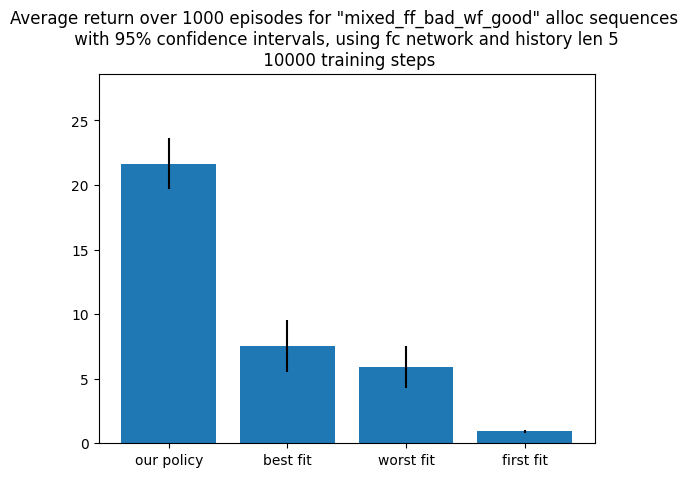 Average return over 1000 episodes for "mixed_ff_bad_wf_good" alloc sequences
with 95% confidence intervals, using fc network and history len 5
10000 training steps
25
20
15
10
5
0
our policy
best fit
worst fit
first fit